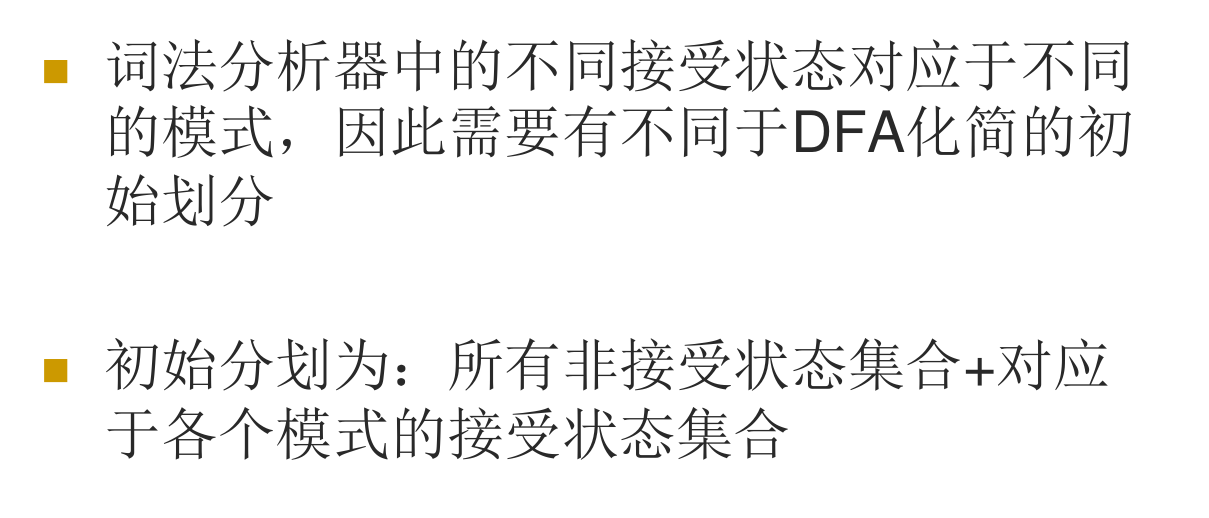 词法分析器中的不同接受状态对应于不同
的模式，因此需要有不同于DFA化简的初
始划分
初始分划为：所有非接受状态集合+对应
于各个模式的接受状态集合